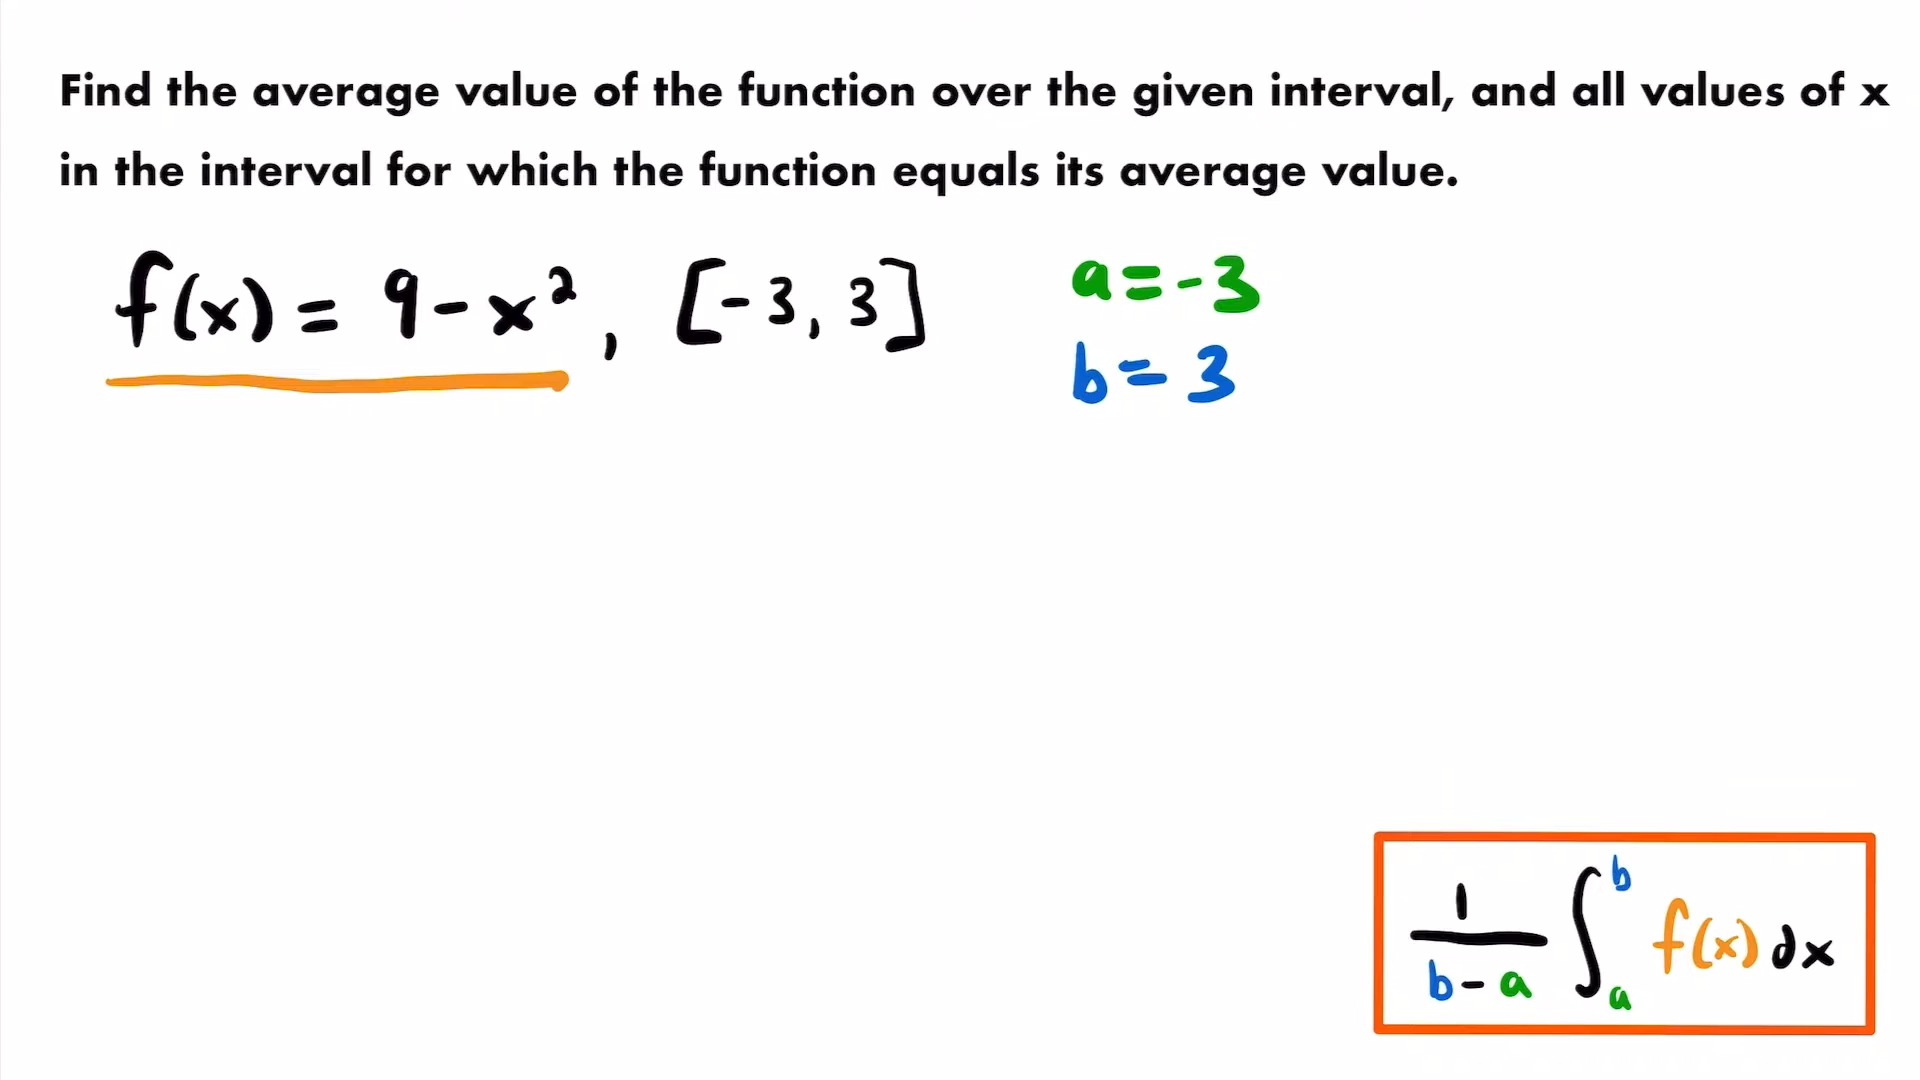 Find the average value of the function over the given interval, and all values of x
in the interval for which the function equals its average value.
f(x) = 9 - x², [-3, 3]
a = -3
b = 3
1/(b - a) ∫ₐᵇ f(x) dx